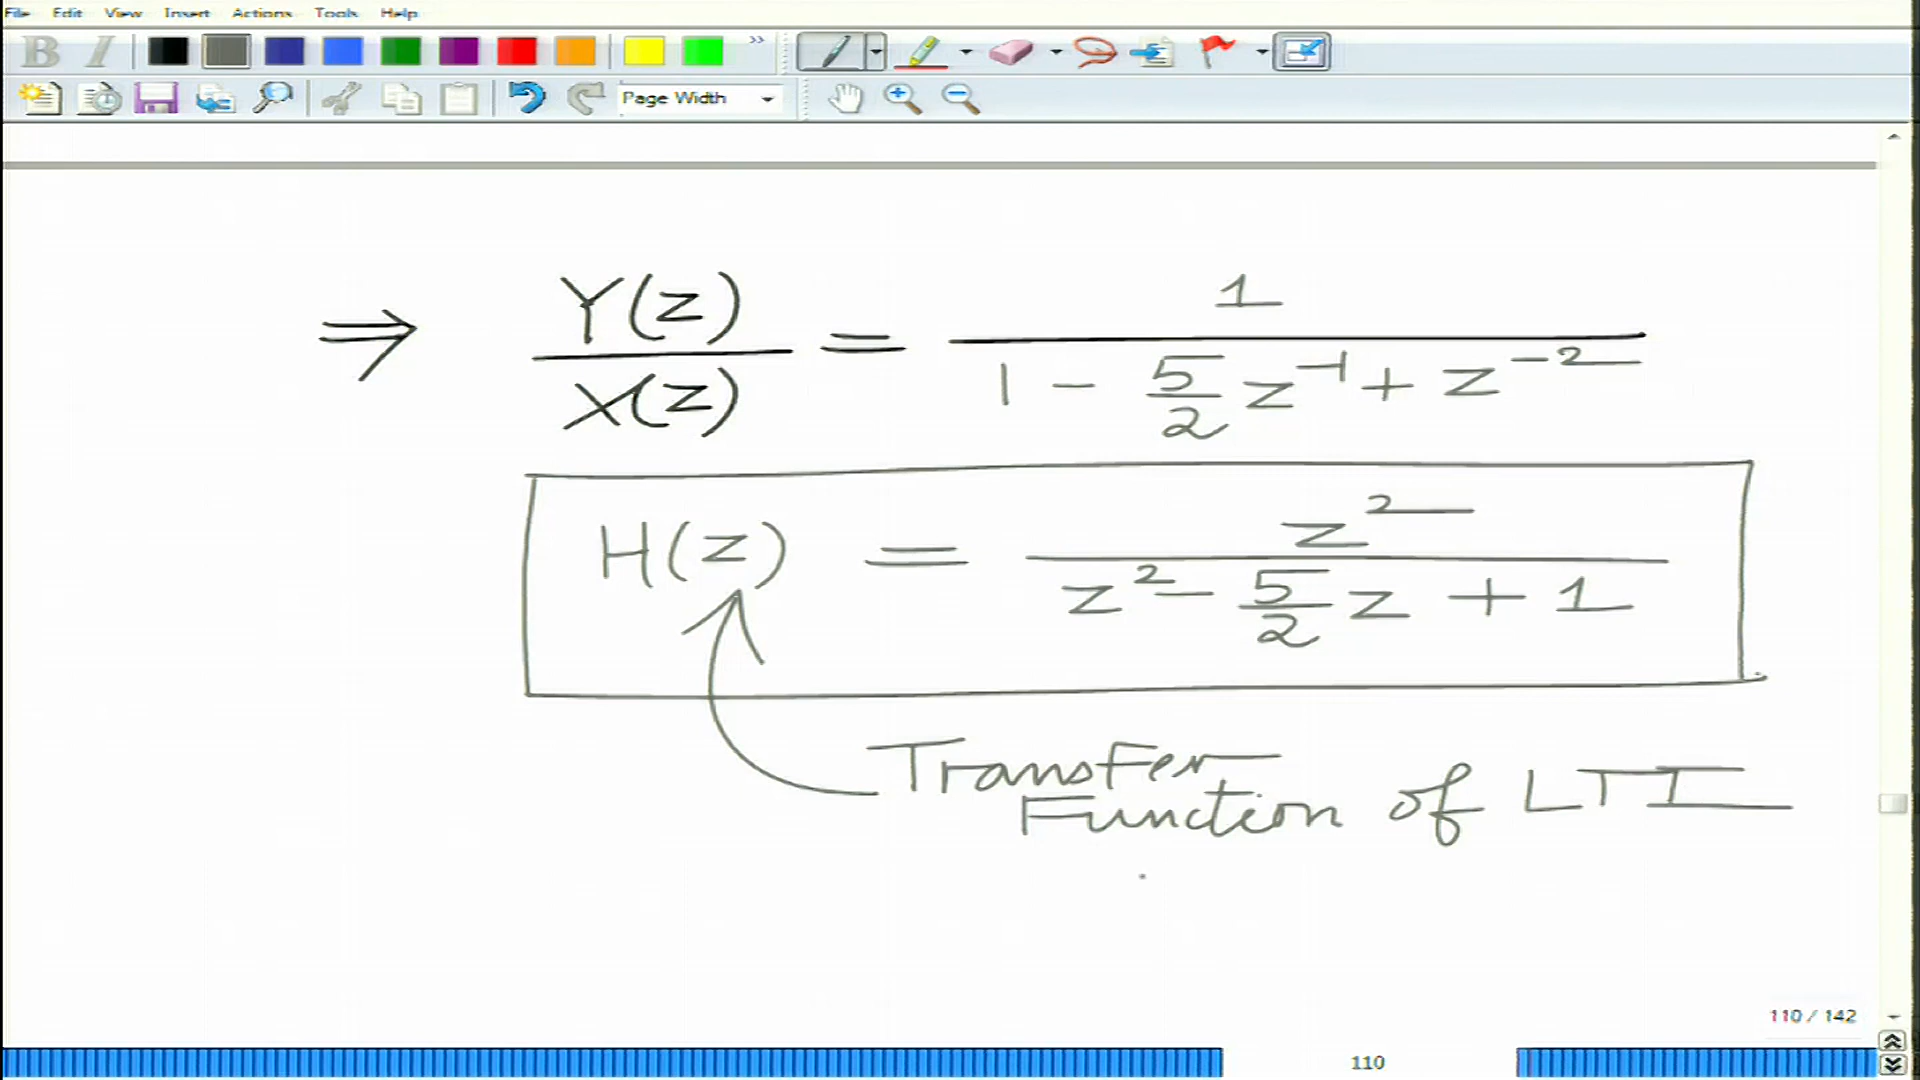 File Edit View Insert Actions Tools Help
B I
Page Width
⇒ Y(z)/X(z) = 1/(1 - 5/2 z^-1 + z^-2)
H(z) = z^2/(z^2 - 5/2 z + 1)
Transfer
Function of LTI
110 / 142
110